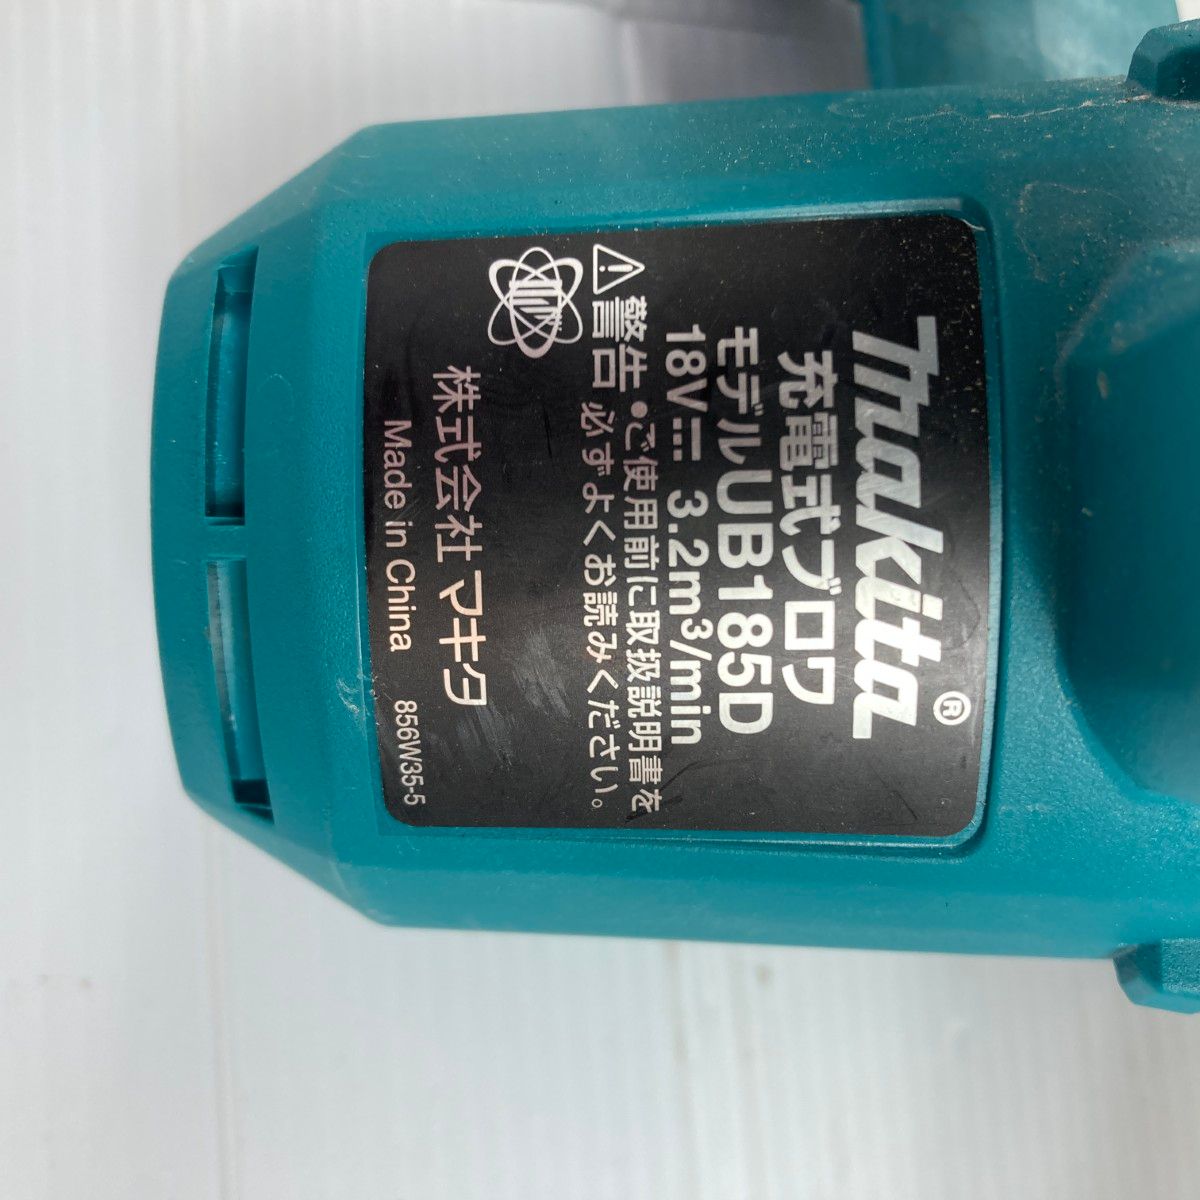 Makita®
充電式ブロワ
モデルUB185D
18V⎓ 3.2m³/min
⚠警告 •ご使用前に取扱説明書を
必ずよくお読みください。
株式会社マキタ
Made in China
856W35-5